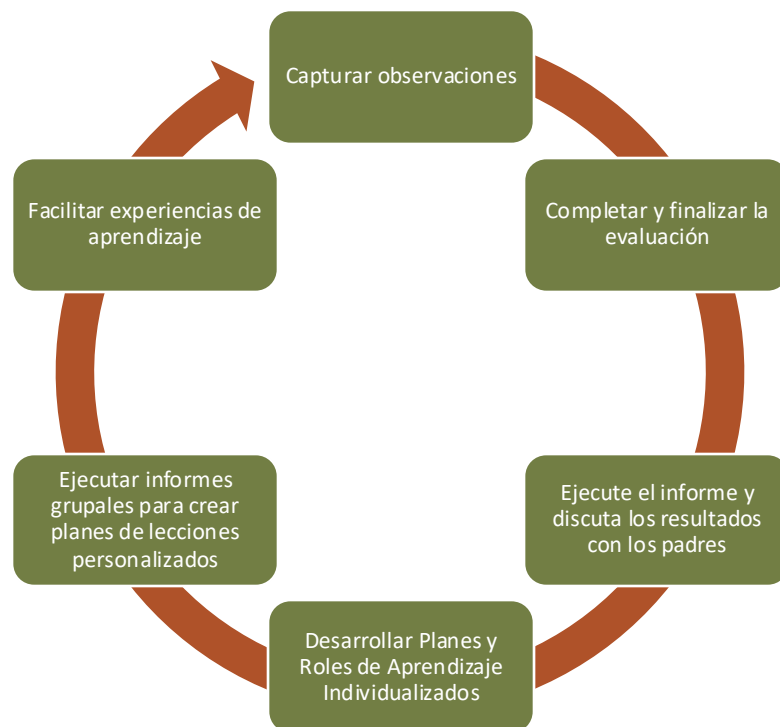 Capturar observaciones
Completar y finalizar la
evaluación
Ejecute el informe y
discuta los resultados
con los padres
Desarrollar Planes y
Roles de Aprendizaje
Individualizados
Ejecutar informes
grupales para crear
planes de lecciones
personalizados
Facilitar experiencias de
aprendizaje